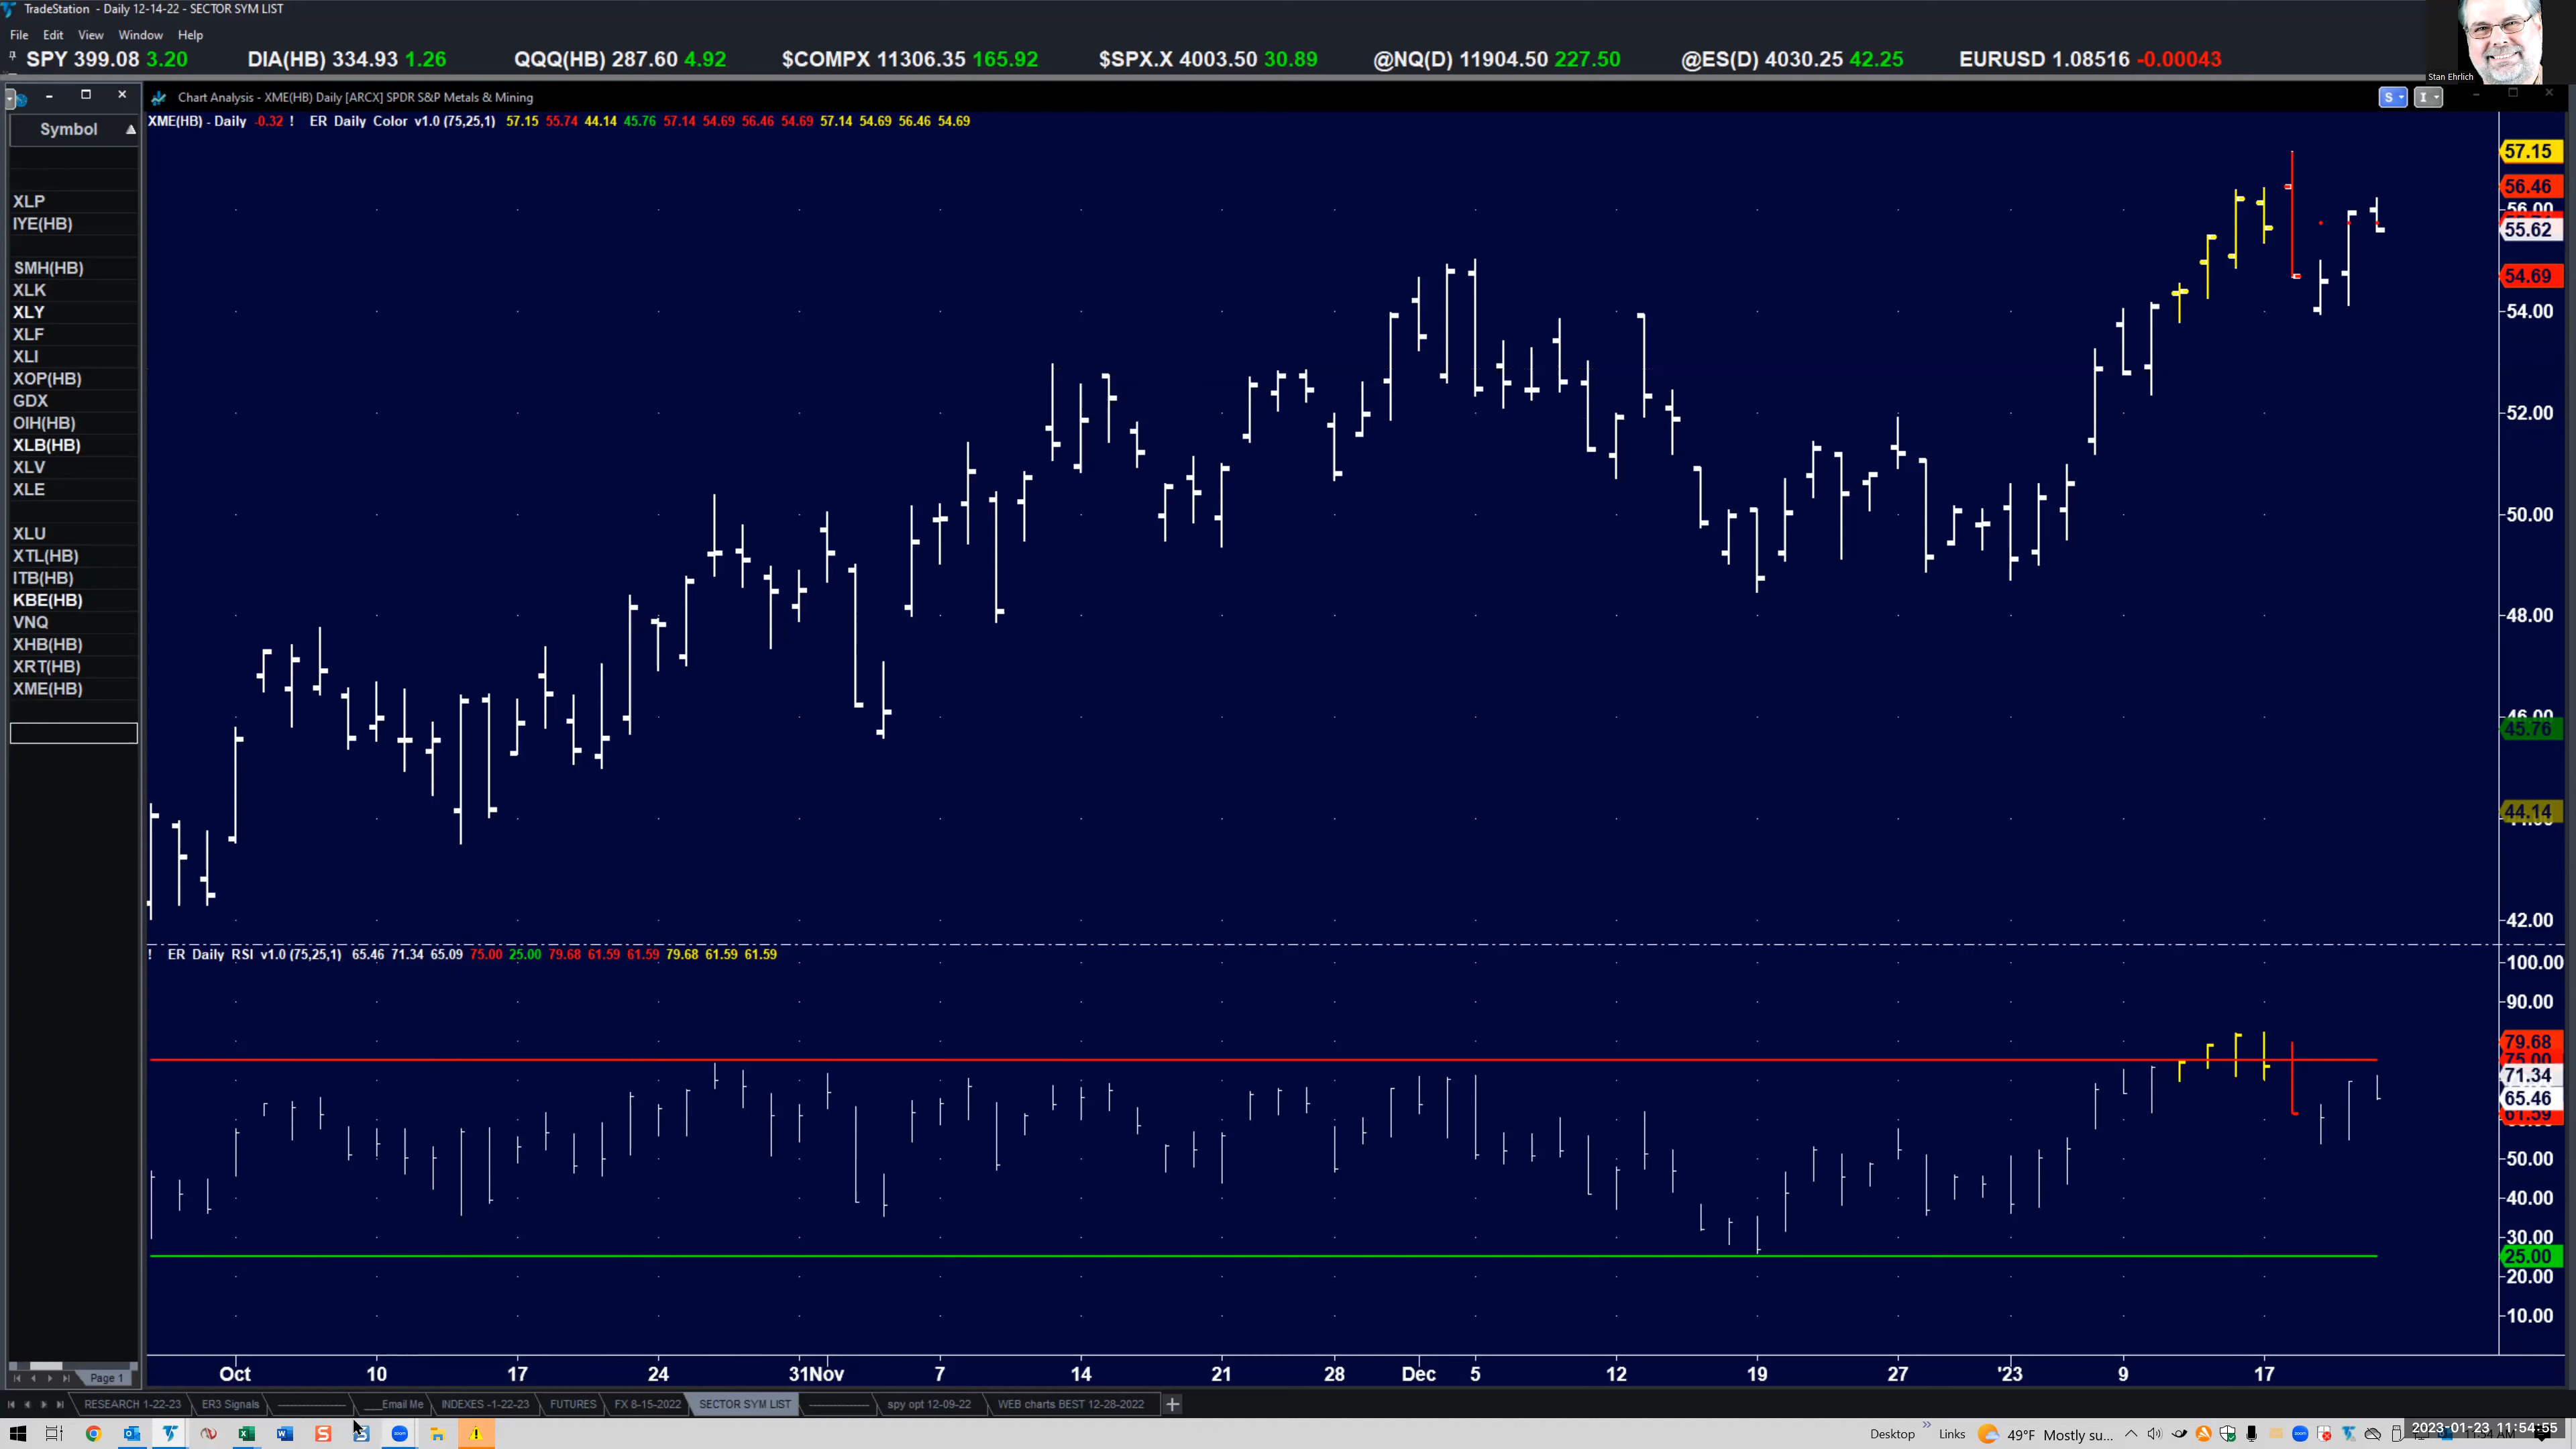 TradeStation - Daily 12-14-22 - SECTOR SYM LIST
File Edit View Window Help
SPY 399.08 3.20 DIA(HB) 334.93 1.26 QQQ(HB) 287.60 4.92 $COMPX 11306.35 165.92 $SPX.X 4003.50 30.89 @NQ(D) 11904.50 227.50 @ES(D) 4030.25 42.25 EURUSD 1.08516 -0.00043
Stan Ehrlich
Chart Analysis - XME(HB) Daily [ARCX] SPDR S&P Metals & Mining
S I
XME(HB) - Daily -0.32 ! ER Daily Color v1.0 (75,25,1) 57.15 55.74 44.14 45.76 57.14 54.69 56.46 54.69 57.14 54.69 56.46 54.69
Symbol
XLP
IYE(HB)
SMH(HB)
XLK
XLY
XLF
XLI
XOP(HB)
GDX
OIH(HB)
XLB(HB)
XLV
XLE
XLU
XTL(HB)
ITB(HB)
KBE(HB)
VNQ
XHB(HB)
XRT(HB)
XME(HB)
57.15
56.46
56.00
55.62
54.69
54.00
52.00
50.00
48.00
46.00
45.76
44.14
42.00
! ER Daily RSI v1.0 (75,25,1) 65.46 71.34 65.09 75.00 25.00 79.68 61.59 61.59 79.68 61.59 61.59
100.00
90.00
79.68
75.00
71.34
65.46
61.59
50.00
40.00
30.00
25.00
20.00
10.00
Oct 10 17 24 31Nov 7 14 21 28 Dec 5 12 19 27 '23 9 17
Page 1
RESEARCH 1-22-23 ER3 Signals ___Email Me INDEXES -1-22-23 FUTURES FX 8-15-2022 SECTOR SYM LIST spy opt 12-09-22 WEB charts BEST 12-28-2022
Desktop Links 49°F Mostly su... 2023-01-23 11:54:55